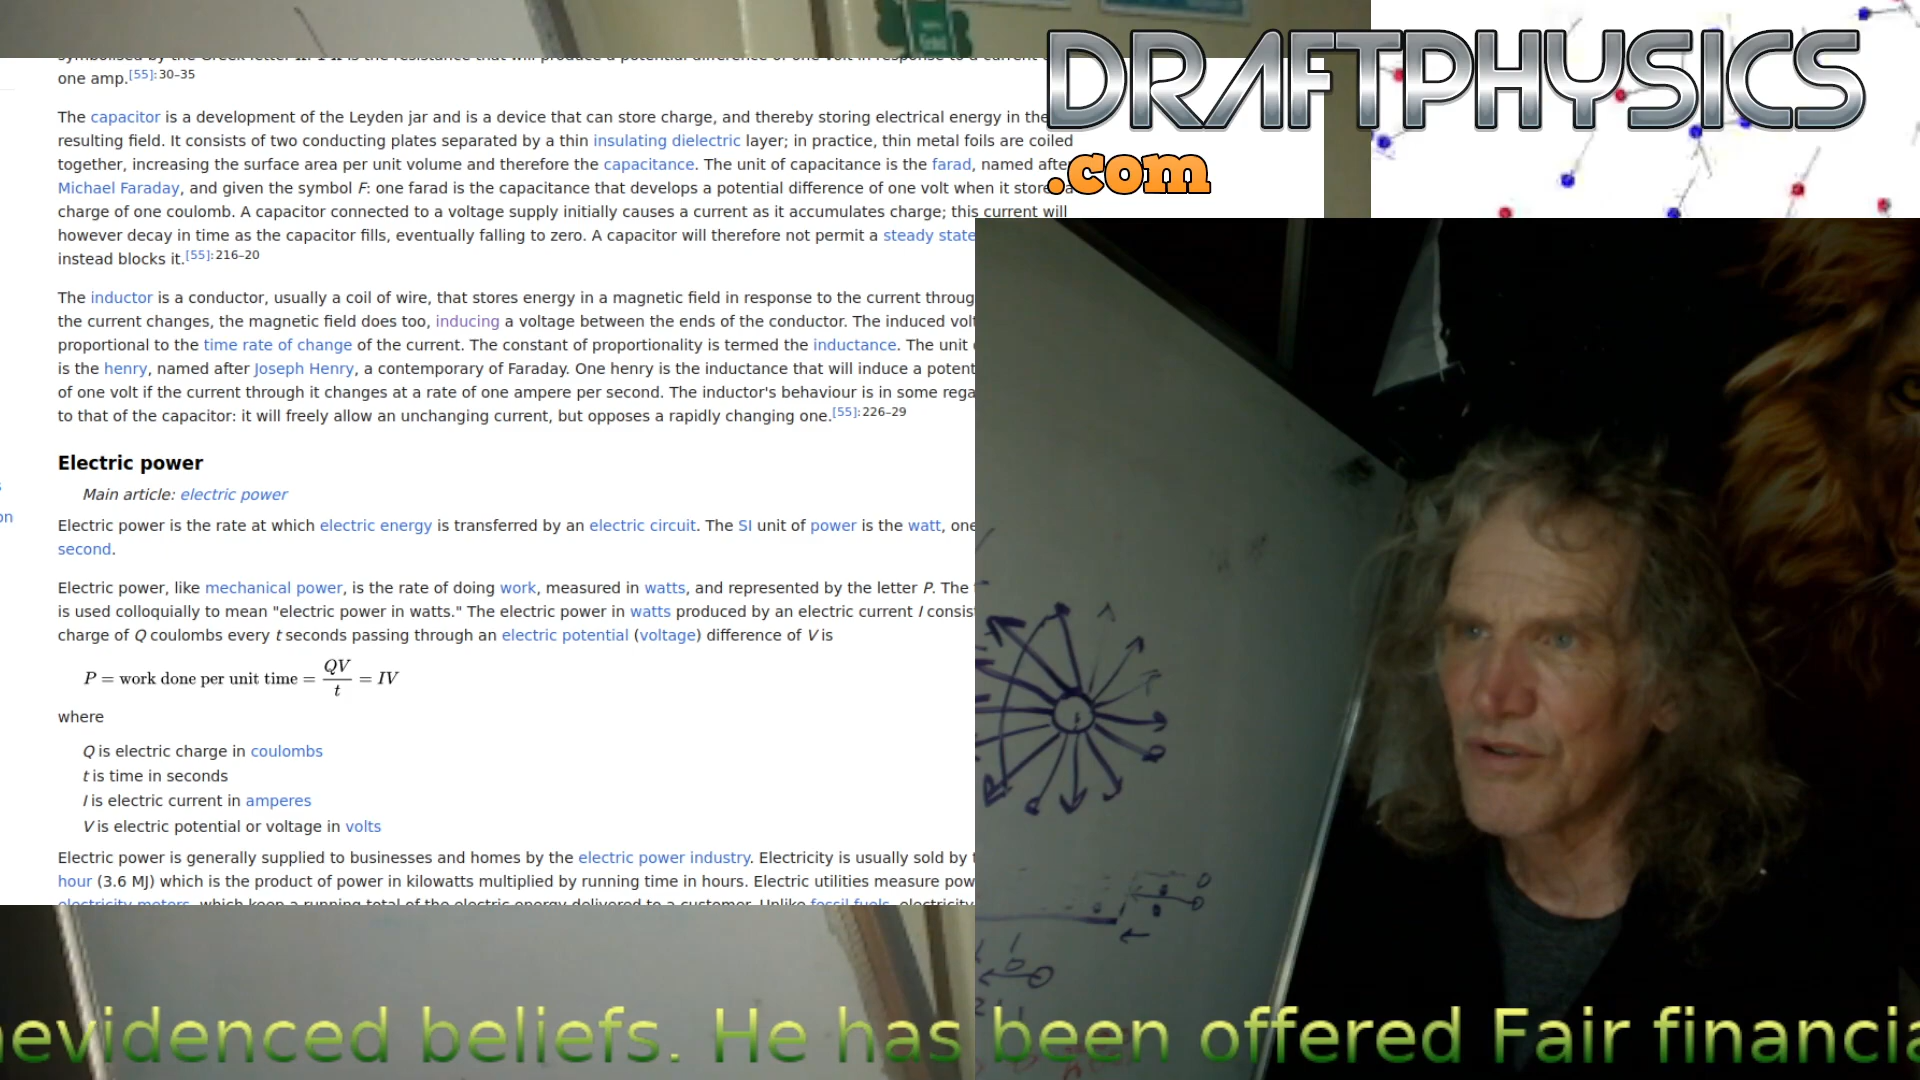 one amp.[55]:30–35
The capacitor is a development of the Leyden jar and is a device that can store charge, and thereby storing electrical energy in the
resulting field. It consists of two conducting plates separated by a thin insulating dielectric layer; in practice, thin metal foils are coiled
together, increasing the surface area per unit volume and therefore the capacitance. The unit of capacitance is the farad, named afte
Michael Faraday, and given the symbol F: one farad is the capacitance that develops a potential difference of one volt when it store a
charge of one coulomb. A capacitor connected to a voltage supply initially causes a current as it accumulates charge; this current will
however decay in time as the capacitor fills, eventually falling to zero. A capacitor will therefore not permit a steady state
instead blocks it.[55]:216–20
The inductor is a conductor, usually a coil of wire, that stores energy in a magnetic field in response to the current throug
the current changes, the magnetic field does too, inducing a voltage between the ends of the conductor. The induced vol
proportional to the time rate of change of the current. The constant of proportionality is termed the inductance. The unit
is the henry, named after Joseph Henry, a contemporary of Faraday. One henry is the inductance that will induce a potent
of one volt if the current through it changes at a rate of one ampere per second. The inductor's behaviour is in some rega
to that of the capacitor: it will freely allow an unchanging current, but opposes a rapidly changing one.[55]:226–29
Electric power
Main article: electric power
Electric power is the rate at which electric energy is transferred by an electric circuit. The SI unit of power is the watt, one
second.
Electric power, like mechanical power, is the rate of doing work, measured in watts, and represented by the letter P. The
is used colloquially to mean "electric power in watts." The electric power in watts produced by an electric current I consis
charge of Q coulombs every t seconds passing through an electric potential (voltage) difference of V is
P = work done per unit time = QV/t = IV
where
Q is electric charge in coulombs
t is time in seconds
I is electric current in amperes
V is electric potential or voltage in volts
Electric power is generally supplied to businesses and homes by the electric power industry. Electricity is usually sold by
hour (3.6 MJ) which is the product of power in kilowatts multiplied by running time in hours. Electric utilities measure pow
electricity meters, which keep a running total of the electric energy delivered to a customer. Unlike fossil fuels, electricity
DRAFTPHYSICS
.com
nevidenced beliefs. He has been offered Fair financia